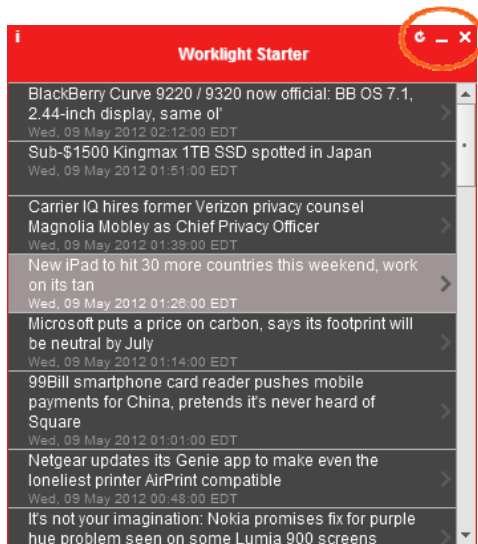 i
Worklight Starter
BlackBerry Curve 9220 / 9320 now official: BB OS 7.1,
2.44-inch display, same ol'
Wed, 09 May 2012 02:12:00 EDT
Sub-$1500 Kingmax 1TB SSD spotted in Japan
Wed, 09 May 2012 01:51:00 EDT
Carrier IQ hires former Verizon privacy counsel
Magnolia Mobley as Chief Privacy Officer
Wed, 09 May 2012 01:39:00 EDT
New iPad to hit 30 more countries this weekend, work
on its tan
Wed, 09 May 2012 01:26:00 EDT
Microsoft puts a price on carbon, says its footprint will
be neutral by July
Wed, 09 May 2012 01:14:00 EDT
99Bill smartphone card reader pushes mobile
payments for China, pretends it's never heard of
Square
Wed, 09 May 2012 01:01:00 EDT
Netgear updates its Genie app to make even the
loneliest printer AirPrint compatible
Wed, 09 May 2012 00:48:00 EDT
It's not your imagination: Nokia promises fix for purple
hue problem seen on some Lumia 900 screens